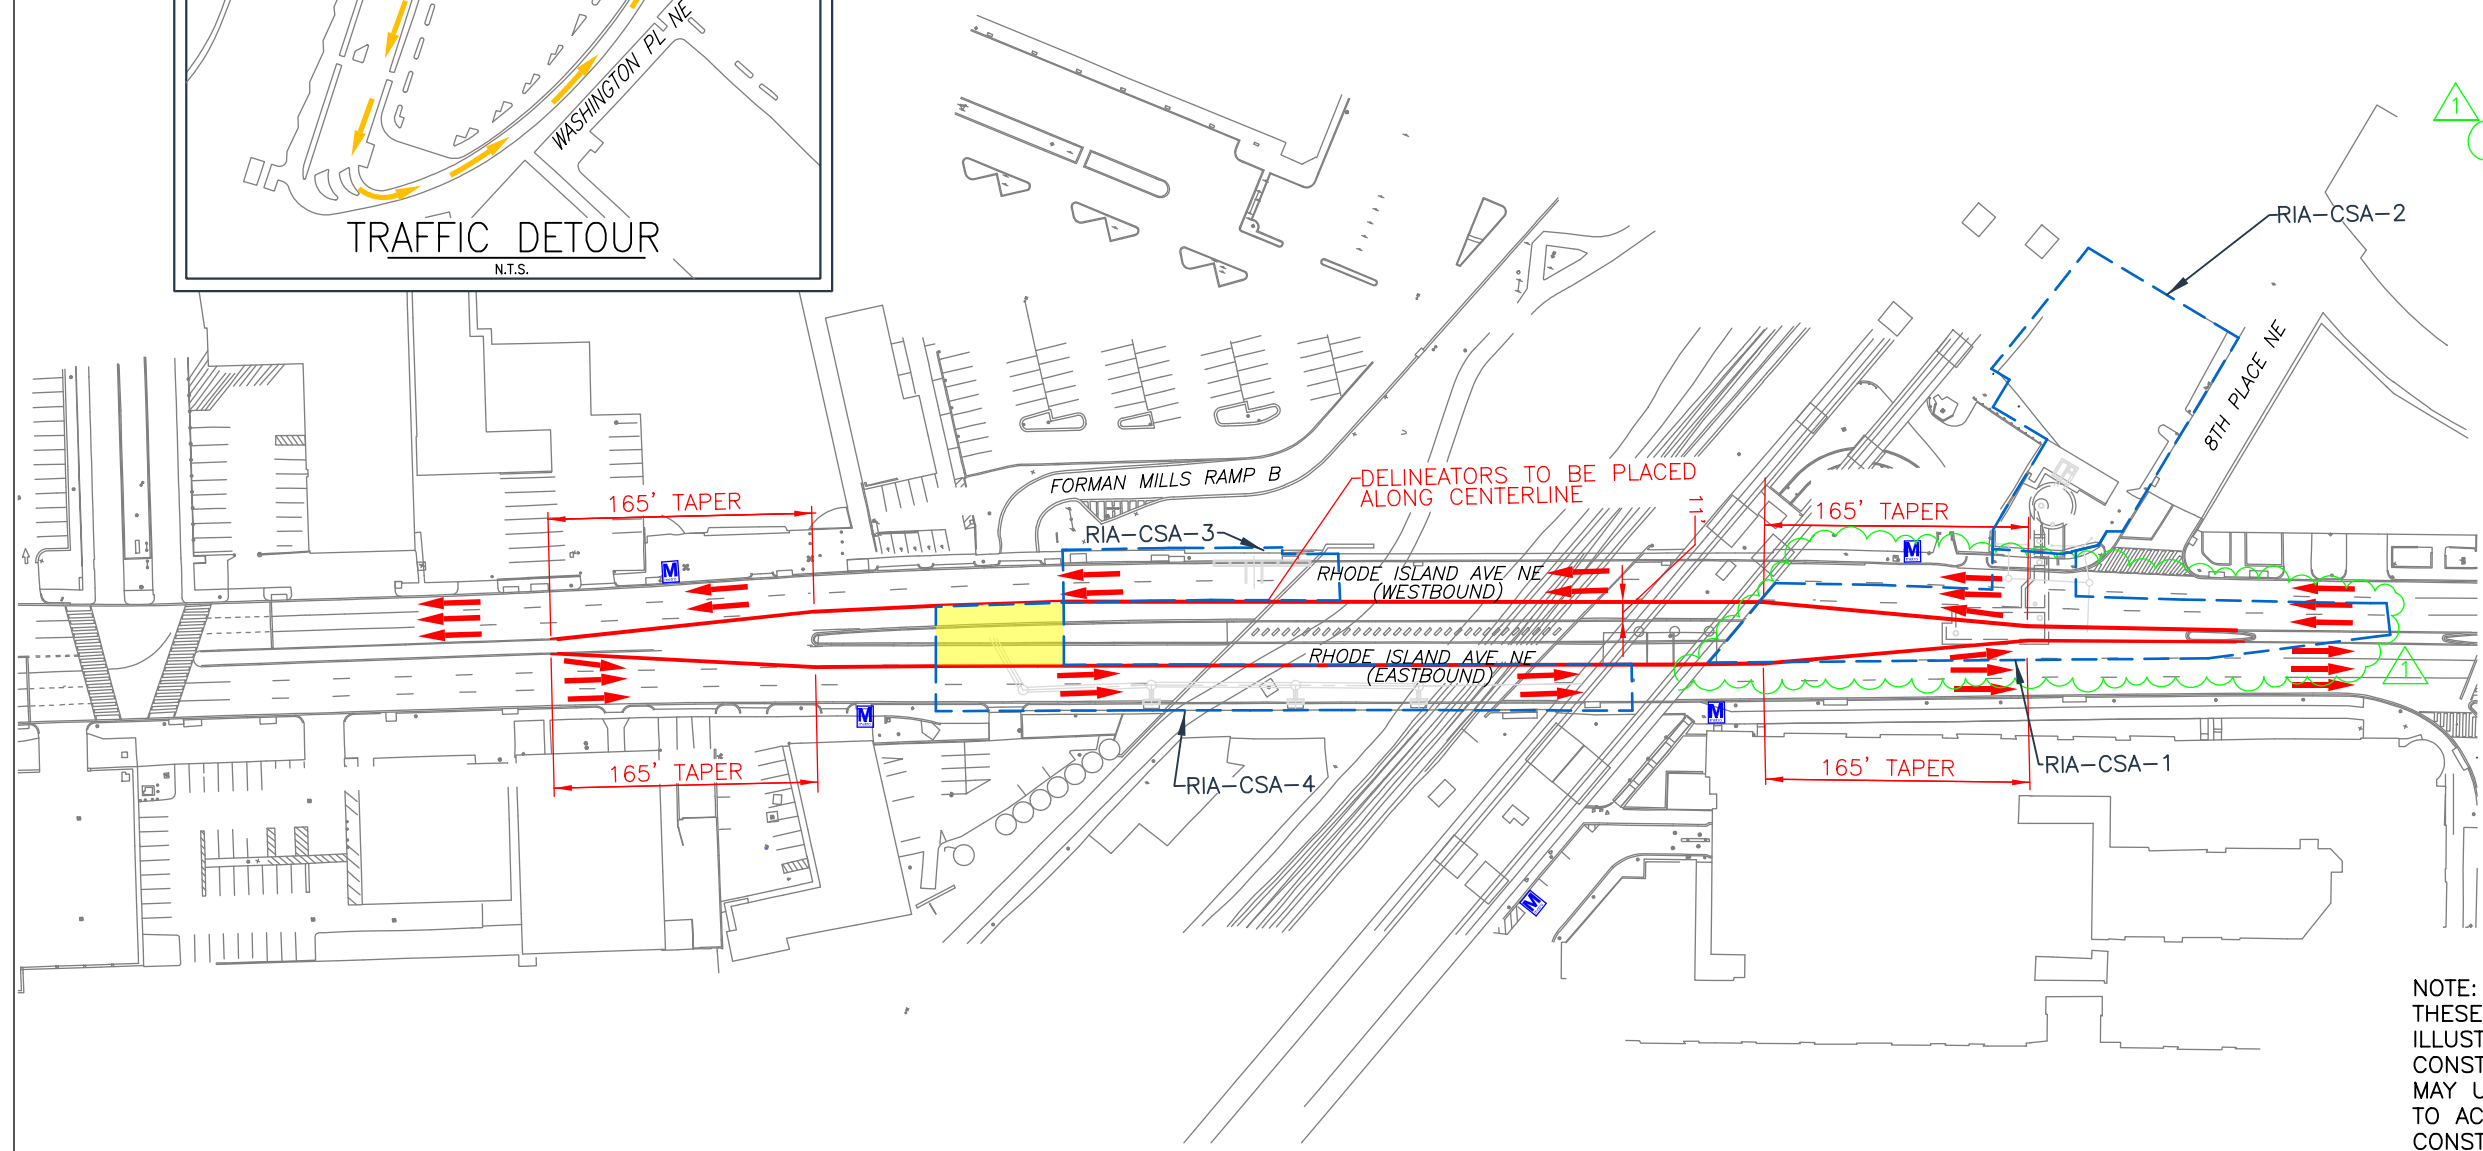 WASHINGTON PL NE
TRAFFIC DETOUR
N.T.S.
1
RIA-CSA-2
8TH PLACE NE
FORMAN MILLS RAMP B
DELINEATORS TO BE PLACED
ALONG CENTERLINE
11'
165' TAPER
165' TAPER
RIA-CSA-3
M
M
RHODE ISLAND AVE NE
(WESTBOUND)
RHODE ISLAND AVE NE
(EASTBOUND)
1
M
M
165' TAPER
165' TAPER
RIA-CSA-4
RIA-CSA-1
M
NOTE:
THESE
ILLUST
CONST
MAY U
TO AC
CONST